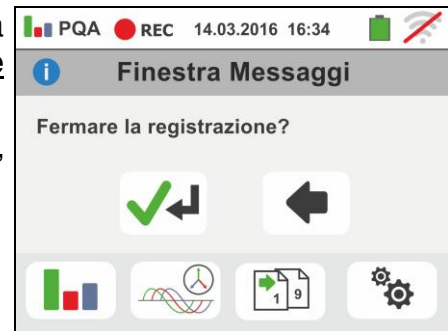 PQA REC 14.03.2016 16:34
Finestra Messaggi
Fermare la registrazione?
1 9